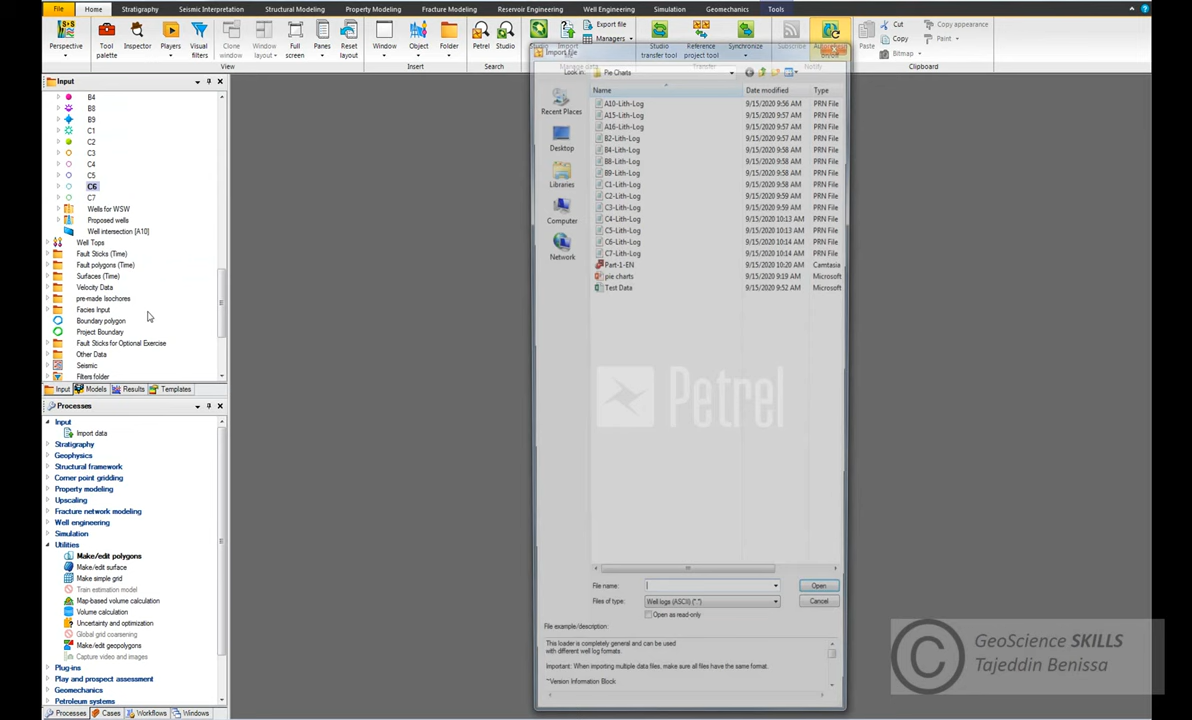 File Home Stratigraphy Seismic Interpretation Structural Modeling Property Modeling Fracture Modeling Reservoir Engineering Well Engineering Simulation Geomechanics Tools
Perspective Tool palette Inspector Players Visual filters Clone window Window layout Full screen Panes Reset layout Window Object Folder Petrel Studio Export file Managers Studio transfer tool Reference project tool Synchronize Subscribe Paste Cut Copy Bitmap Copy appearance Paint
View Insert Search Transfer Notify Clipboard
Input
B4
B8
B9
C1
C2
C3
C4
C5
C6
C7
Wells for WSW
Proposed wells
Well intersection [A10]
Well Tops
Fault Sticks (Time)
Fault polygons (Time)
Surfaces (Time)
Velocity Data
pre-made Isochores
Facies Input
Boundary polygon
Project Boundary
Fault Sticks for Optional Exercise
Other Data
Seismic
Filters folder
Input Models Results Templates
Processes
Input
Import data
Stratigraphy
Geophysics
Structural framework
Corner point gridding
Property modeling
Upscaling
Fracture network modeling
Well engineering
Simulation
Utilities
Make/edit polygons
Make/edit surface
Make simple grid
Train estimation model
Map-based volume calculation
Volume calculation
Uncertainty and optimization
Global grid coarsening
Make/edit geopolygons
Capture video and images
Plug-ins
Play and prospect assessment
Geomechanics
Petroleum systems
Processes Cases Workflows Windows
Import file
Look in: Pie Charts
Name Date modified Type
A10-Lith-Log 9/15/2020 9:56 AM PRN File
A15-Lith-Log 9/15/2020 9:57 AM PRN File
A16-Lith-Log 9/15/2020 9:57 AM PRN File
B2-Lith-Log 9/15/2020 9:57 AM PRN File
B4-Lith-Log 9/15/2020 9:58 AM PRN File
B8-Lith-Log 9/15/2020 9:58 AM PRN File
B9-Lith-Log 9/15/2020 9:58 AM PRN File
C1-Lith-Log 9/15/2020 9:58 AM PRN File
C2-Lith-Log 9/15/2020 9:59 AM PRN File
C3-Lith-Log 9/15/2020 9:59 AM PRN File
C4-Lith-Log 9/15/2020 10:13 AM PRN File
C5-Lith-Log 9/15/2020 10:13 AM PRN File
C6-Lith-Log 9/15/2020 10:14 AM PRN File
C7-Lith-Log 9/15/2020 10:14 AM PRN File
Part-1-EN 9/15/2020 10:20 AM Camtasia
pie charts 9/15/2020 9:19 AM Microsoft
Test Data 9/15/2020 9:52 AM Microsoft
Recent Places
Desktop
Libraries
Computer
Network
Petrel
File name: Open
Files of type: Well logs (ASCII) (*.*) Cancel
Open as read-only
File example/description:
This loader is completely general and can be used
with different well log formats.
Important: When importing multiple data files, make sure all files have the same format.
~Version Information Block
GeoScience SKILLS
Tajeddin Benissa